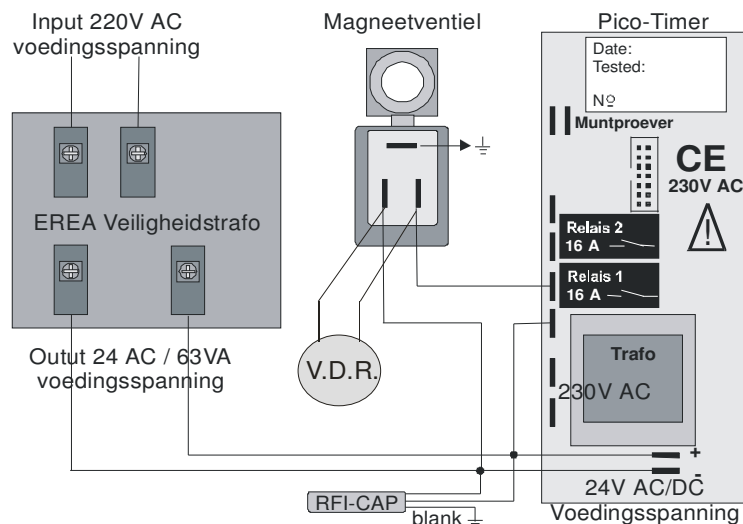 Input 220V AC
voedingsspanning
Magneetventiel
Pico-Timer
Date:
Tested:
Nº
Muntproever
CE
230V AC
EREA Veiligheidstrafo
Relais 2
16 A
Relais 1
16 A
Outut 24 AC / 63VA
voedingsspanning
V.D.R.
Trafo
230V AC
+
-
24V AC/DC
Voedingsspanning
RFI-CAP
blank